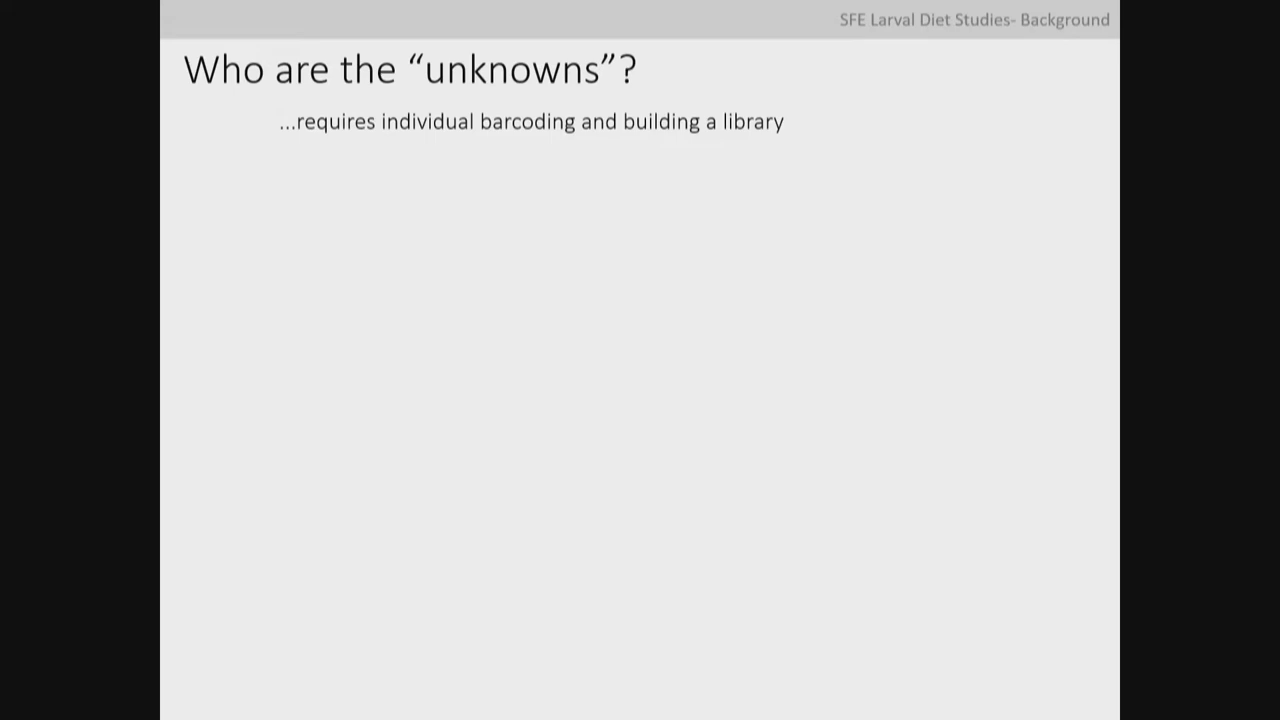 SFE Larval Diet Studies- Background
Who are the “unknowns”?
...requires individual barcoding and building a library